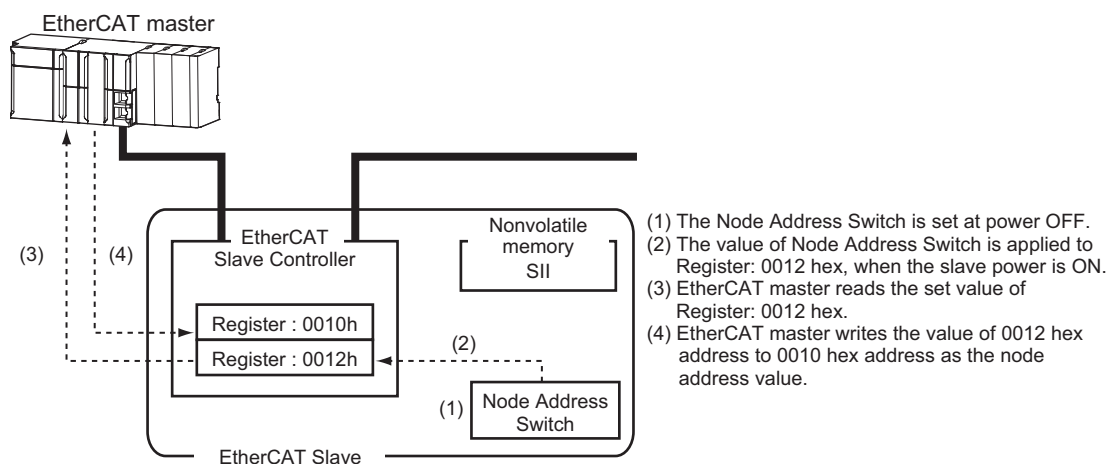 EtherCAT master
(3)
(4)
EtherCAT
Slave Controller
Nonvolatile
memory
SII
Register : 0010h
Register : 0012h
(2)
(1)
Node Address
Switch
EtherCAT Slave
(1) The Node Address Switch is set at power OFF.
(2) The value of Node Address Switch is applied to
Register: 0012 hex, when the slave power is ON.
(3) EtherCAT master reads the set value of
Register: 0012 hex.
(4) EtherCAT master writes the value of 0012 hex
address to 0010 hex address as the node
address value.